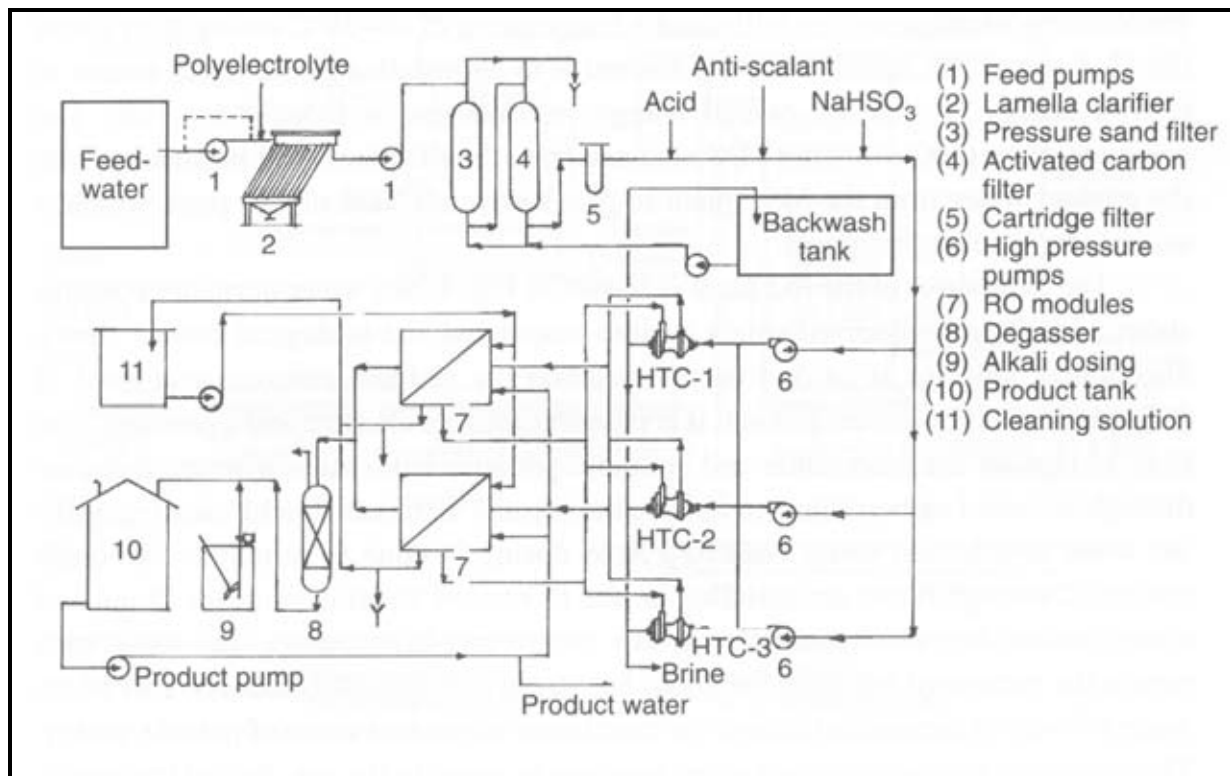 Polyelectrolyte
Anti-scalant
Acid
NaHSO3
Feed-
water
1
2
1
3
4
5
Backwash
tank
(1) Feed pumps
(2) Lamella clarifier
(3) Pressure sand filter
(4) Activated carbon
filter
(5) Cartridge filter
(6) High pressure
pumps
(7) RO modules
(8) Degasser
(9) Alkali dosing
(10) Product tank
(11) Cleaning solution
11
7
HTC-1
6
HTC-2
6
10
9
8
7
HTC-3
6
Brine
Product pump
Product water